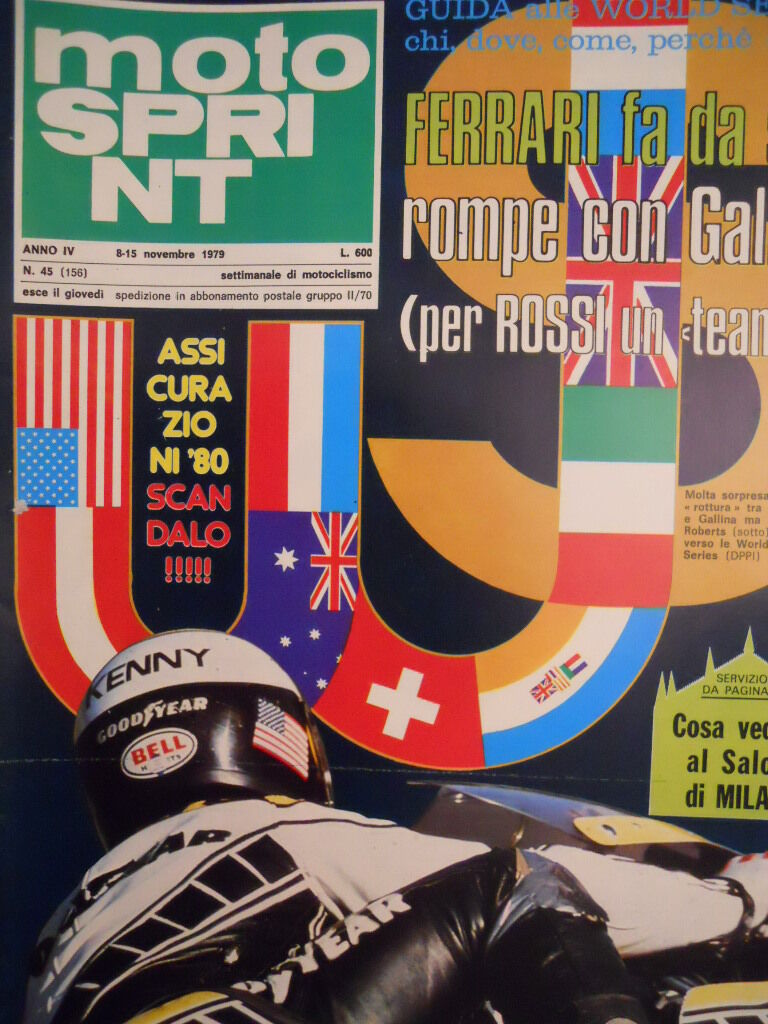 moto
SPRI
NT
ANNO IV 8-15 novembre 1979 L. 600
N. 45 (156) settimanale di motociclismo
esce il giovedì spedizione in abbonamento postale gruppo II/70
GUIDA alle WORLD SE
chi, dove, come, perchè
FERRARI fa da s
rompe con Gal
(per ROSSI un «team
ASSI
CURA
ZIO
NI '80
SCAN
DALO
!!!!!
Molta sorpresa
« rottura » tra
e Gallina ma
Roberts (sotto)
verso le World
Series (DPPI)
SERVIZIO
DA PAGINA
Cosa ved
al Salo
di MILA
KENNY
GOODYEAR
BELL
GOODYEAR